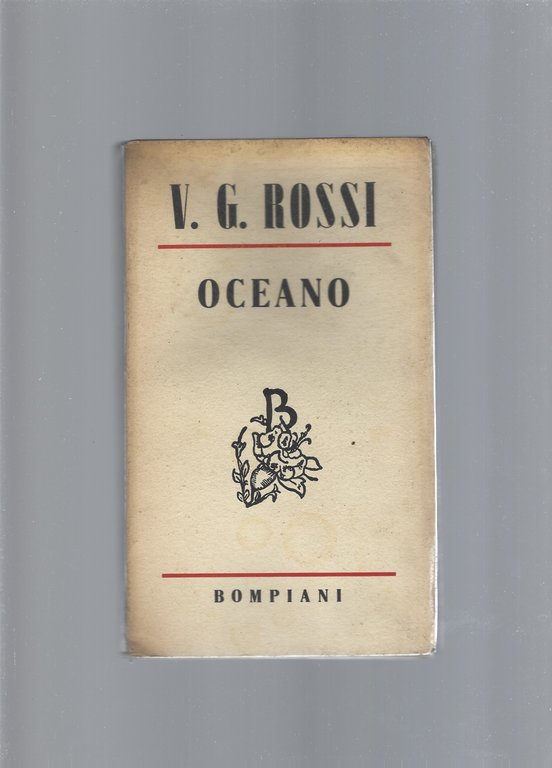 V. G. ROSSI
OCEANO
B
BOMPIANI